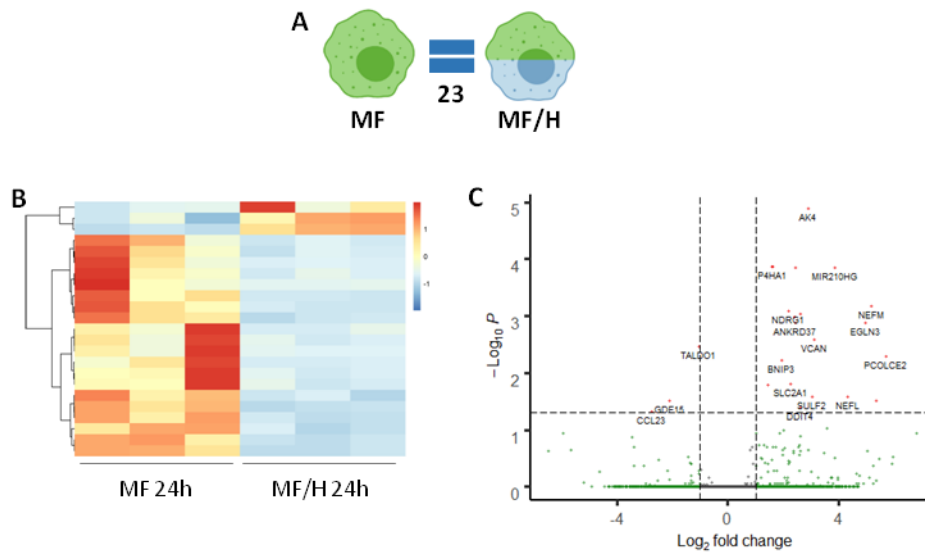 A
MF
23
MF/H
B
1
0
-1
MF 24h
MF/H 24h
C
5
4
3
2
1
0
−Log10 P
AK4
P4HA1
MIR210HG
NDRG1
NEFM
ANKRD37
EGLN3
VCAN
TALDO1
PCOLCE2
BNIP3
SLC2A1
SULF2
NEFL
GDF15
DDIT4
CCL23
-4
0
4
Log2 fold change